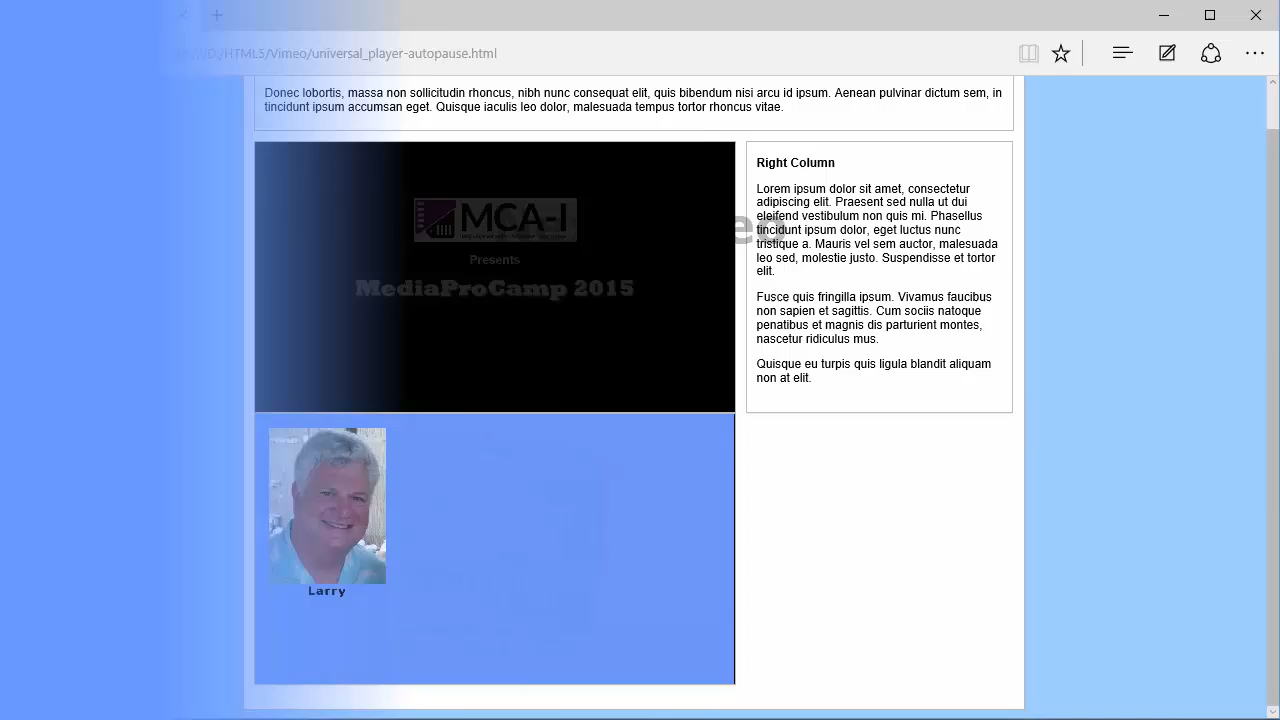 /HTML5/Vimeo/universal_player-autopause.html
Donec lobortis, massa non sollicitudin rhoncus, nibh nunc consequat elit, quis bibendum nisi arcu id ipsum. Aenean pulvinar dictum sem, in
tincidunt ipsum accumsan eget. Quisque iaculis leo dolor, malesuada tempus tortor rhoncus vitae.
MCA-I
Presents
MediaProCamp 2015
Right Column
Lorem ipsum dolor sit amet, consectetur
adipiscing elit. Praesent sed nulla ut dui
eleifend vestibulum non quis mi. Phasellus
tincidunt ipsum dolor, eget luctus nunc
tristique a. Mauris vel sem auctor, malesuada
leo sed, molestie justo. Suspendisse et tortor
elit.
Fusce quis fringilla ipsum. Vivamus faucibus
non sapien et sagittis. Cum sociis natoque
penatibus et magnis dis parturient montes,
nascetur ridiculus mus.
Quisque eu turpis quis ligula blandit aliquam
non at elit.
eo
Larry